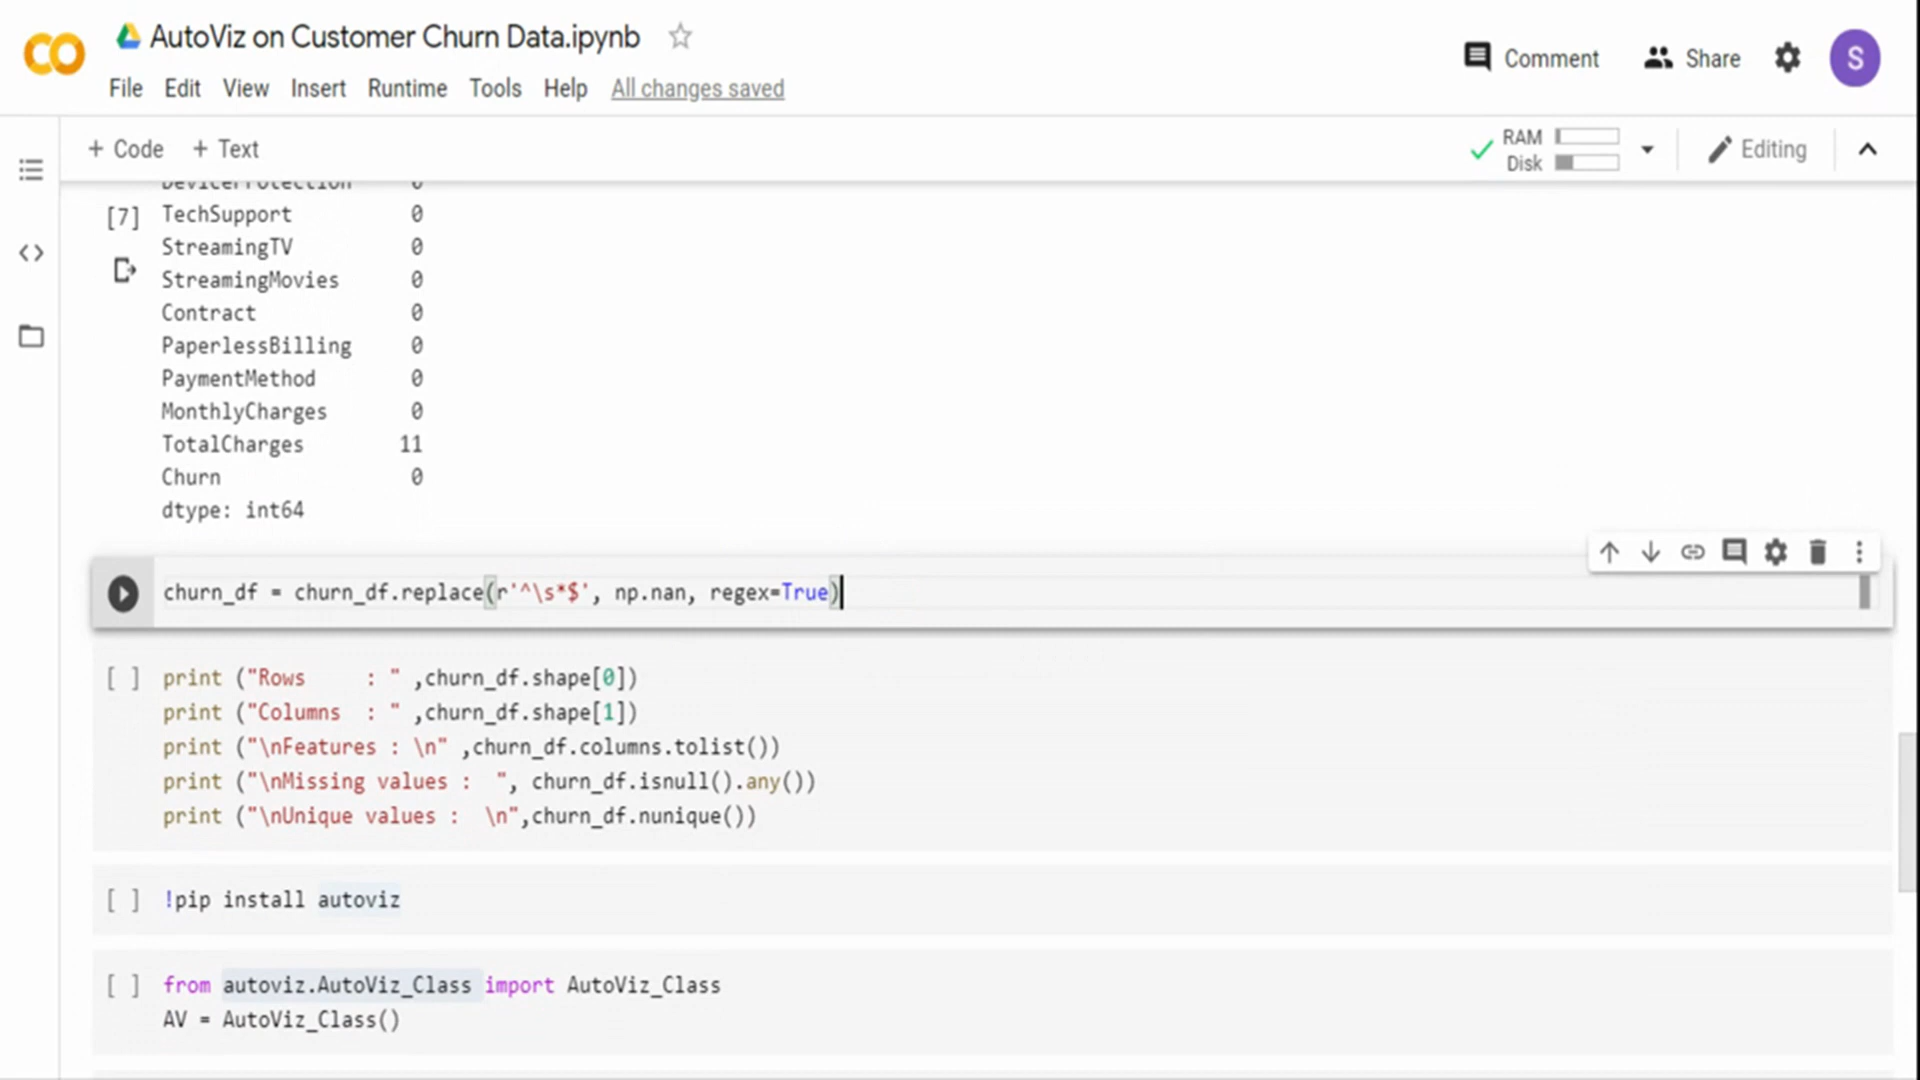 AutoViz on Customer Churn Data.ipynb
Comment
Share
S
File Edit View Insert Runtime Tools Help All changes saved
+ Code + Text
RAM
Disk
Editing
DeviceProtection 0
[7]
TechSupport 0
StreamingTV 0
StreamingMovies 0
Contract 0
PaperlessBilling 0
PaymentMethod 0
MonthlyCharges 0
TotalCharges 11
Churn 0
dtype: int64
churn_df = churn_df.replace(r'^\s*$', np.nan, regex=True)
[ ] print ("Rows     : " ,churn_df.shape[0])
print ("Columns  : " ,churn_df.shape[1])
print ("\nFeatures : \n" ,churn_df.columns.tolist())
print ("\nMissing values :  ", churn_df.isnull().any())
print ("\nUnique values :  \n",churn_df.nunique())
[ ] !pip install autoviz
[ ] from autoviz.AutoViz_Class import AutoViz_Class
AV = AutoViz_Class()